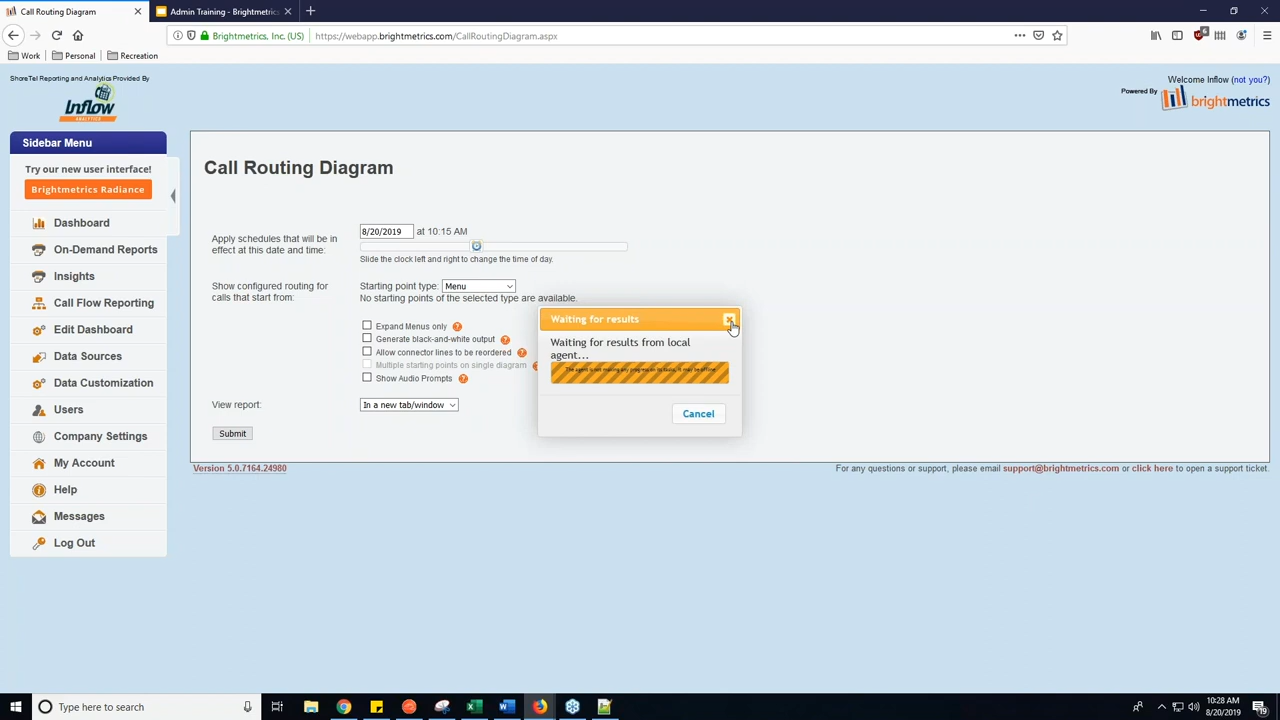 Call Routing Diagram
Admin Training - Brightmetrics
Brightmetrics, Inc. (US)
https://webapp.brightmetrics.com/CallRoutingDiagram.aspx
Work
Personal
Recreation
ShoreTel Reporting and Analytics Provided By
Inflow
ANALYTICS
Welcome Inflow (not you?)
Powered By
brightmetrics
Sidebar Menu
Try our new user interface!
Brightmetrics Radiance
Dashboard
On-Demand Reports
Insights
Call Flow Reporting
Edit Dashboard
Data Sources
Data Customization
Users
Company Settings
My Account
Help
Messages
Log Out
Call Routing Diagram
Apply schedules that will be in
effect at this date and time:
8/20/2019 at 10:15 AM
Slide the clock left and right to change the time of day.
Show configured routing for
calls that start from:
Starting point type: Menu
No starting points of the selected type are available.
Expand Menus only ?
Generate black-and-white output ?
Allow connector lines to be reordered ?
Multiple starting points on single diagram ?
Show Audio Prompts ?
View report:
In a new tab/window
Submit
Waiting for results
Waiting for results from local
agent...
The agent is not making any progress on its tasks, it may be offline
Cancel
Version 5.0.7164.24980
For any questions or support, please email support@brightmetrics.com or click here to open a support ticket.
Type here to search
10:28 AM
8/20/2019